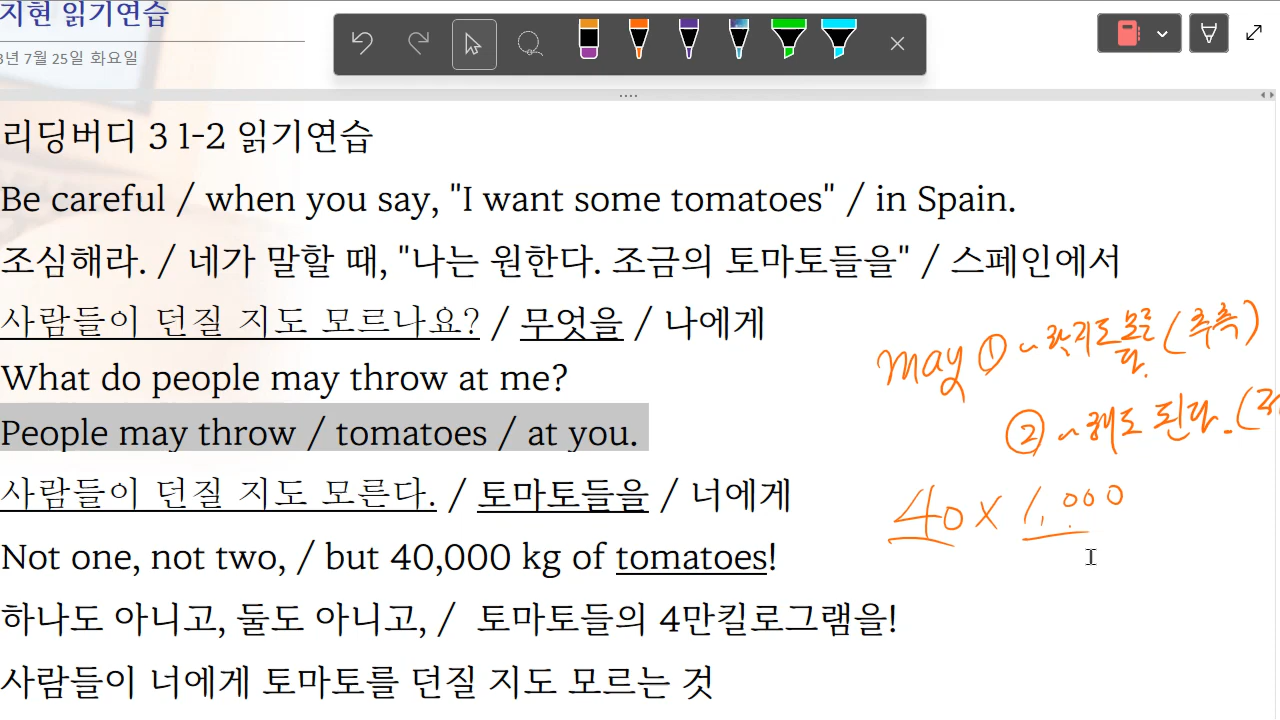 지현 읽기연습
년 7월 25일 화요일
리딩버디 3 1-2 읽기연습
Be careful / when you say, "I want some tomatoes" / in Spain.
조심해라. / 네가 말할 때, "나는 원한다. 조금의 토마토들을" / 스페인에서
사람들이 던질 지도 모르나요? / 무엇을 / 나에게
What do people may throw at me?
People may throw / tomatoes / at you.
사람들이 던질 지도 모른다. / 토마토들을 / 너에게
Not one, not two, / but 40,000 kg of tomatoes!
하나도 아니고, 둘도 아니고, / 토마토들의 4만킬로그램을!
사람들이 너에게 토마토를 던질 지도 모르는 것
may ① ~할지도 모른다. (추측)
② ~해도 된다. (
40 x 1,000